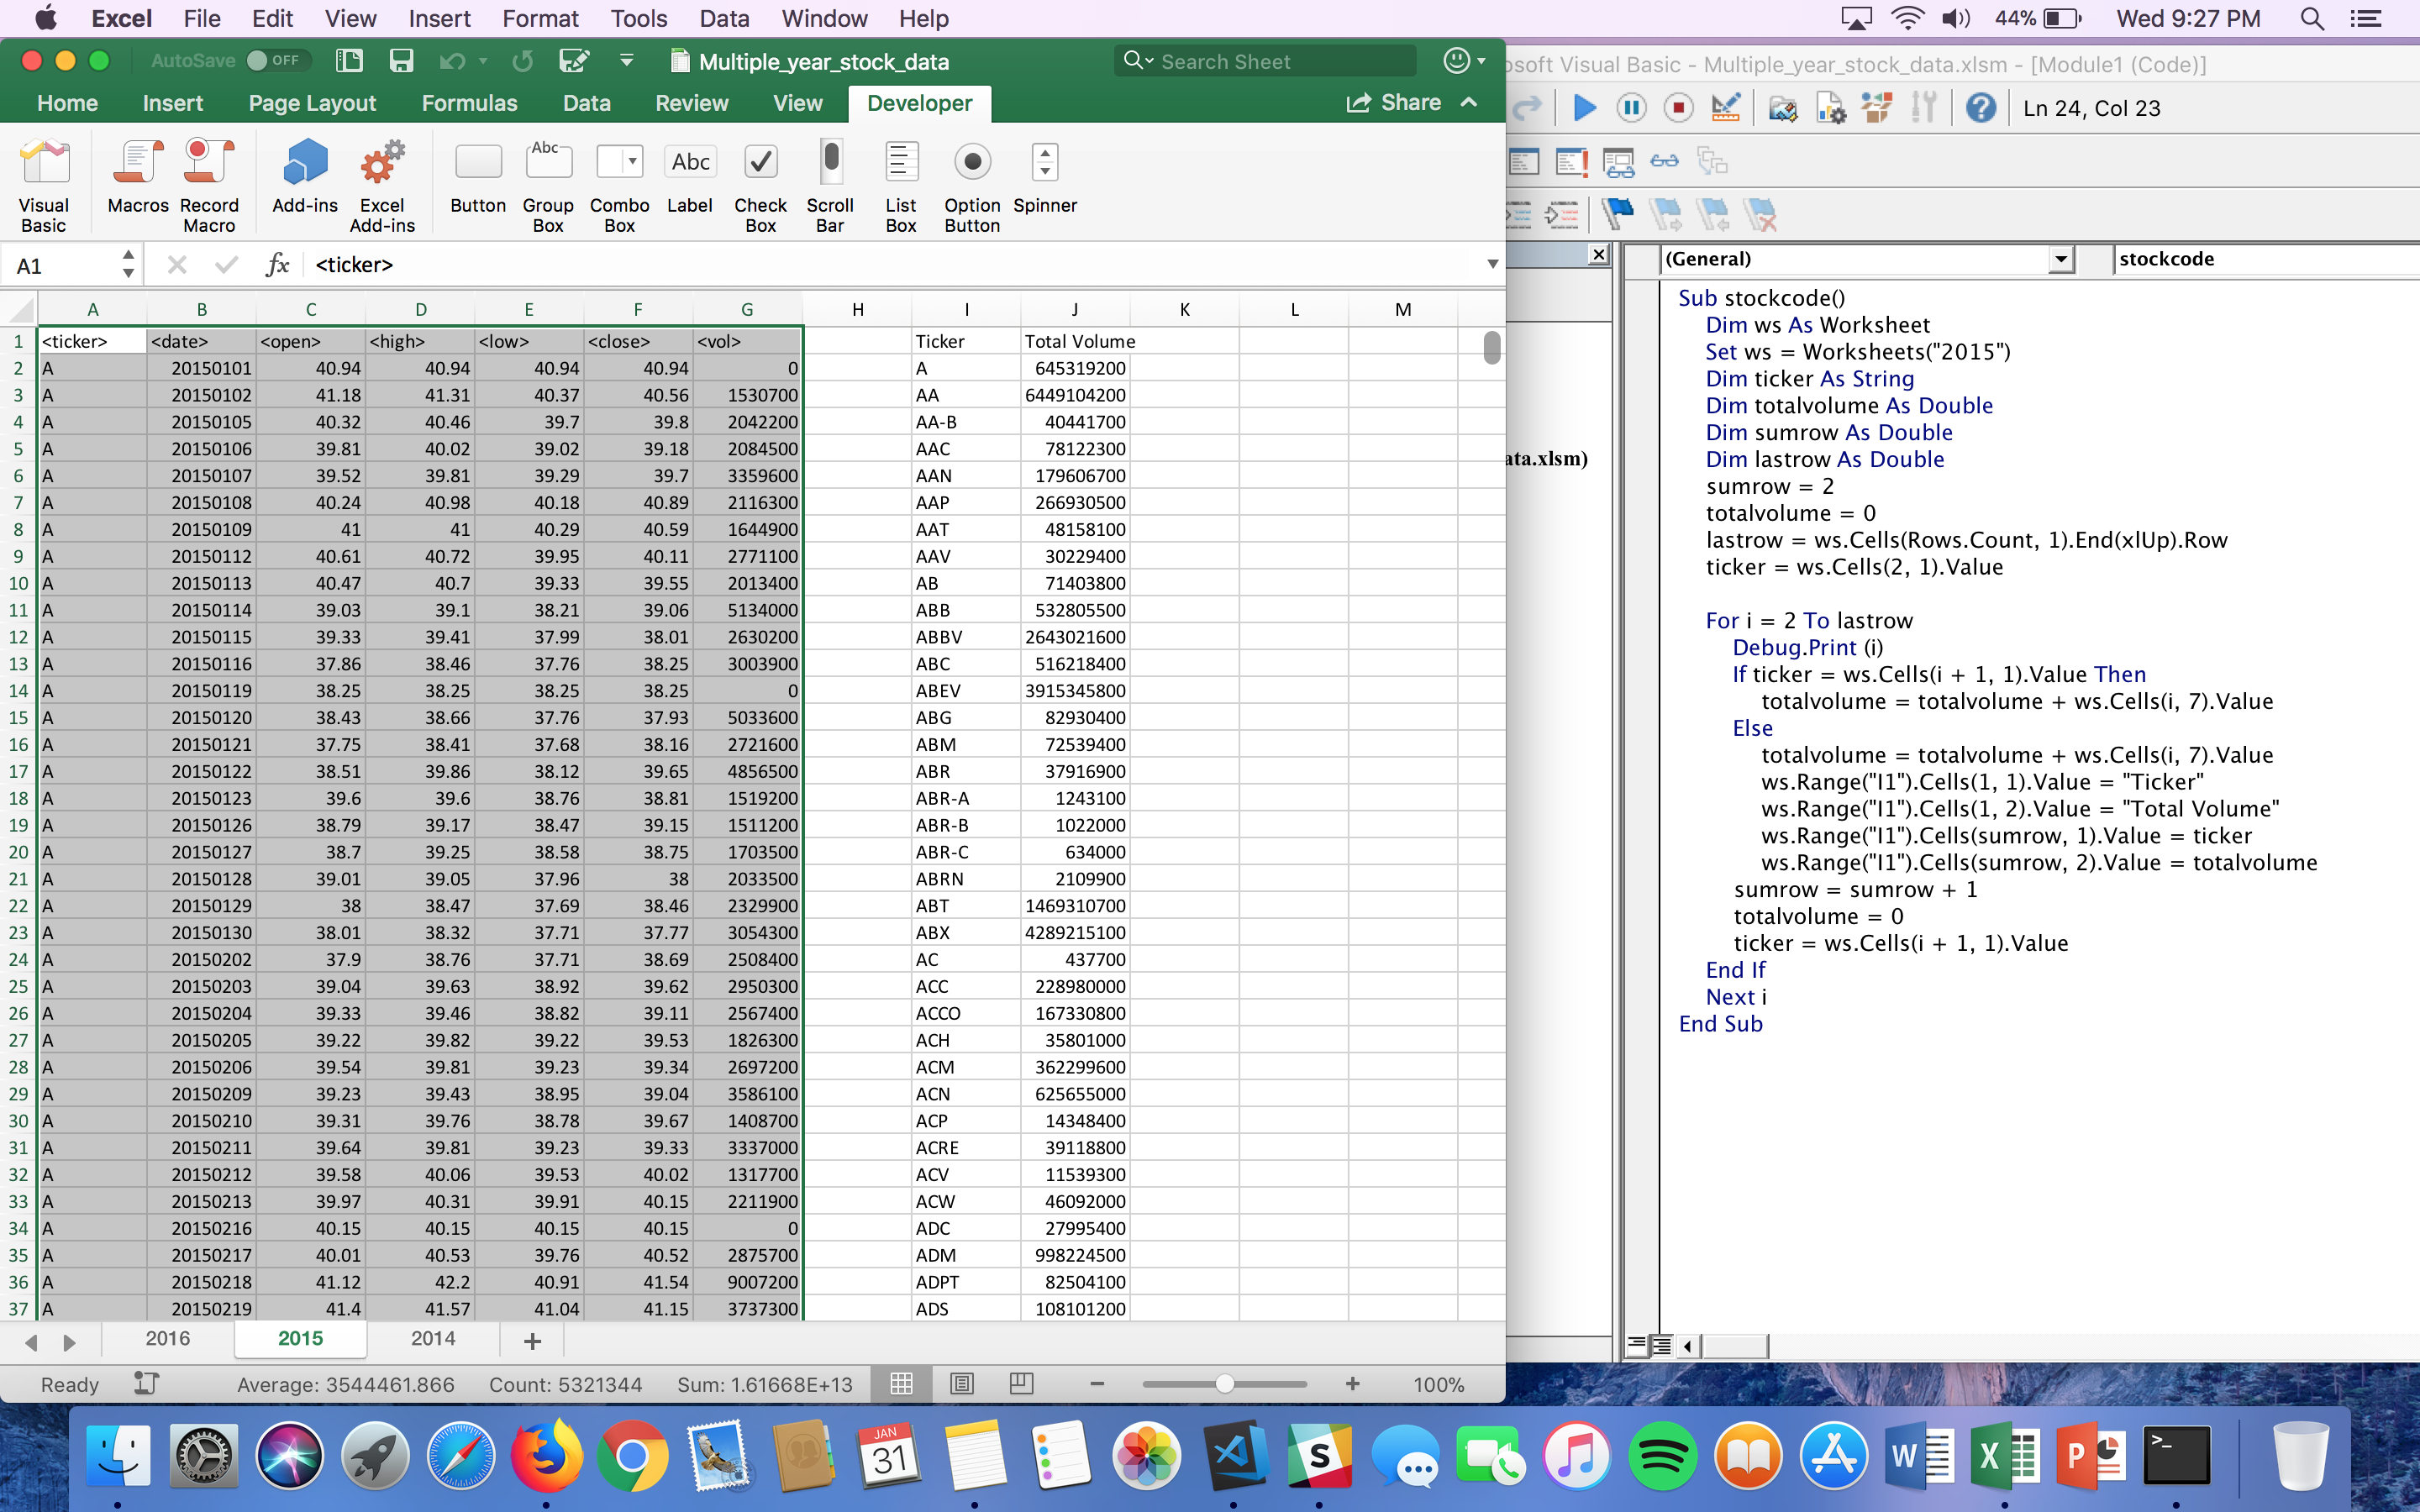 Excel File Edit View Insert Format Tools Data Window Help 44% Wed 9:27 PM
AutoSave OFF Multiple_year_stock_data Search Sheet
Home Insert Page Layout Formulas Data Review View Developer Share
Visual Basic Macros Record Macro Add-ins Excel Add-ins Button Group Box Combo Box Label Check Box Scroll Bar List Box Option Button Spinner
Abc Abc
A1 fx <ticker>
A B C D E F G H I J K L M
1 <ticker> <date> <open> <high> <low> <close> <vol> Ticker Total Volume
2 A 20150101 40.94 40.94 40.94 40.94 0 A 645319200
3 A 20150102 41.18 41.31 40.37 40.56 1530700 AA 6449104200
4 A 20150105 40.32 40.46 39.7 39.8 2042200 AA-B 40441700
5 A 20150106 39.81 40.02 39.02 39.18 2084500 AAC 78122300
6 A 20150107 39.52 39.81 39.29 39.7 3359600 AAN 179606700
7 A 20150108 40.24 40.98 40.18 40.89 2116300 AAP 266930500
8 A 20150109 41 41 40.29 40.59 1644900 AAT 48158100
9 A 20150112 40.61 40.72 39.95 40.11 2771100 AAV 30229400
10 A 20150113 40.47 40.7 39.33 39.55 2013400 AB 71403800
11 A 20150114 39.03 39.1 38.21 39.06 5134000 ABB 532805500
12 A 20150115 39.33 39.41 37.99 38.01 2630200 ABBV 2643021600
13 A 20150116 37.86 38.46 37.76 38.25 3003900 ABC 516218400
14 A 20150119 38.25 38.25 38.25 38.25 0 ABEV 3915345800
15 A 20150120 38.43 38.66 37.76 37.93 5033600 ABG 82930400
16 A 20150121 37.75 38.41 37.68 38.16 2721600 ABM 72539400
17 A 20150122 38.51 39.86 38.12 39.65 4856500 ABR 37916900
18 A 20150123 39.6 39.6 38.76 38.81 1519200 ABR-A 1243100
19 A 20150126 38.79 39.17 38.47 39.15 1511200 ABR-B 1022000
20 A 20150127 38.7 39.25 38.58 38.75 1703500 ABR-C 634000
21 A 20150128 39.01 39.05 37.96 38 2033500 ABRN 2109900
22 A 20150129 38 38.47 37.69 38.46 2329900 ABT 1469310700
23 A 20150130 38.01 38.32 37.71 37.77 3054300 ABX 4289215100
24 A 20150202 37.9 38.76 37.71 38.69 2508400 AC 437700
25 A 20150203 39.04 39.63 38.92 39.62 2950300 ACC 228980000
26 A 20150204 39.33 39.46 38.82 39.11 2567400 ACCO 167330800
27 A 20150205 39.22 39.82 39.22 39.53 1826300 ACH 35801000
28 A 20150206 39.54 39.81 39.23 39.34 2697200 ACM 362299600
29 A 20150209 39.23 39.43 38.95 39.04 3586100 ACN 625655000
30 A 20150210 39.31 39.76 38.78 39.67 1408700 ACP 14348400
31 A 20150211 39.64 39.81 39.23 39.33 3337000 ACRE 39118800
32 A 20150212 39.58 40.06 39.53 40.02 1317700 ACV 11539300
33 A 20150213 39.97 40.31 39.91 40.15 2211900 ACW 46092000
34 A 20150216 40.15 40.15 40.15 40.15 0 ADC 27995400
35 A 20150217 40.01 40.53 39.76 40.52 2875700 ADM 998224500
36 A 20150218 41.12 42.2 40.91 41.54 9007200 ADPT 82504100
37 A 20150219 41.4 41.57 41.04 41.15 3737300 ADS 108101200
2016 2015 2014 +
Ready Average: 3544461.866 Count: 5321344 Sum: 1.61668E+13 100%
osoft Visual Basic - Multiple_year_stock_data.xlsm - [Module1 (Code)]
Ln 24, Col 23
ata.xlsm)
(General) stockcode
Sub stockcode()
Dim ws As Worksheet
Set ws = Worksheets("2015")
Dim ticker As String
Dim totalvolume As Double
Dim sumrow As Double
Dim lastrow As Double
sumrow = 2
totalvolume = 0
lastrow = ws.Cells(Rows.Count, 1).End(xlUp).Row
ticker = ws.Cells(2, 1).Value
For i = 2 To lastrow
Debug.Print (i)
If ticker = ws.Cells(i + 1, 1).Value Then
totalvolume = totalvolume + ws.Cells(i, 7).Value
Else
totalvolume = totalvolume + ws.Cells(i, 7).Value
ws.Range("I1").Cells(1, 1).Value = "Ticker"
ws.Range("I1").Cells(1, 2).Value = "Total Volume"
ws.Range("I1").Cells(sumrow, 1).Value = ticker
ws.Range("I1").Cells(sumrow, 2).Value = totalvolume
sumrow = sumrow + 1
totalvolume = 0
ticker = ws.Cells(i + 1, 1).Value
End If
Next i
End Sub
JAN
31
S
W
X
P
>_